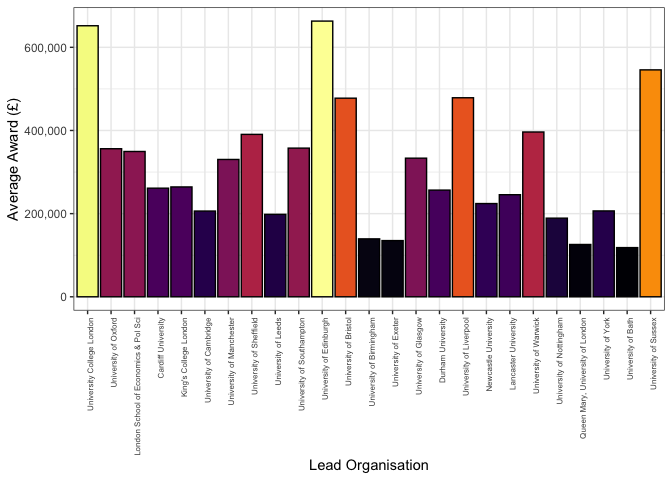 600,000
400,000
200,000
0
Average Award (£)
University College London
University of Oxford
London School of Economics & Pol Sci
Cardiff University
King's College London
University of Cambridge
University of Manchester
University of Sheffield
University of Leeds
University of Southampton
University of Edinburgh
University of Bristol
University of Birmingham
University of Exeter
University of Glasgow
Durham University
University of Liverpool
Newcastle University
Lancaster University
University of Warwick
University of Nottingham
Queen Mary, University of London
University of York
University of Bath
University of Sussex
Lead Organisation